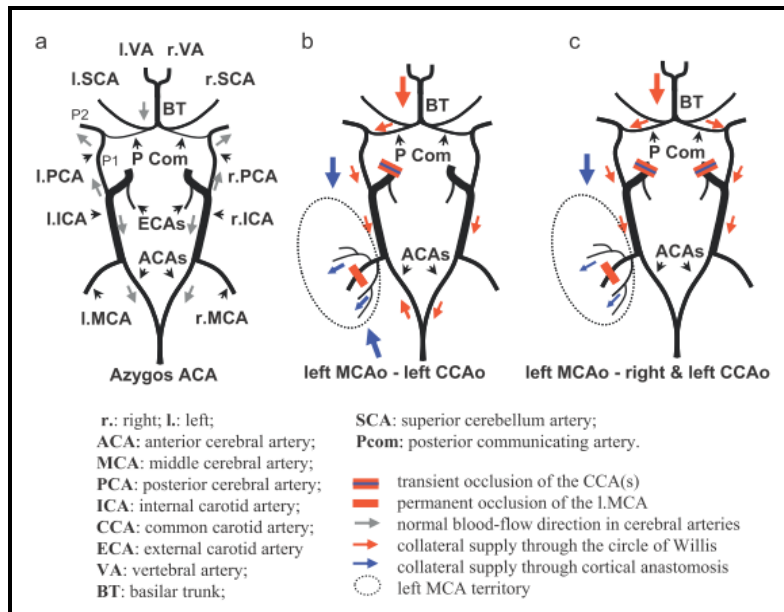 a
l.VA r.VA
l.SCA r.SCA
BT
P2
P1
P Com
l.PCA r.PCA
l.ICA r.ICA
ECAs
ACAs
l.MCA r.MCA
Azygos ACA
b
BT
P Com
ACAs
left MCAo - left CCAo
c
BT
P Com
ACAs
left MCAo - right & left CCAo
r.: right; l.: left;
ACA: anterior cerebral artery;
MCA: middle cerebral artery;
PCA: posterior cerebral artery;
ICA: internal carotid artery;
CCA: common carotid artery;
ECA: external carotid artery
VA: vertebral artery;
BT: basilar trunk;
SCA: superior cerebellum artery;
Pcom: posterior communicating artery.
transient occlusion of the CCA(s)
permanent occlusion of the l.MCA
normal blood-flow direction in cerebral arteries
collateral supply through the circle of Willis
collateral supply through cortical anastomosis
left MCA territory